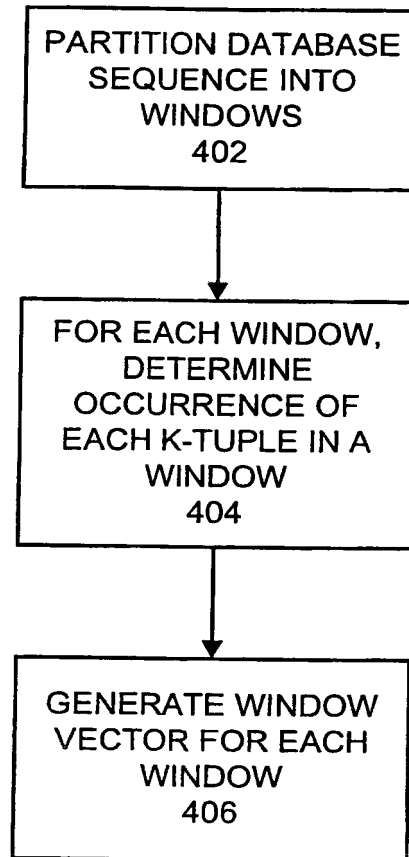 PARTITION DATABASE
SEQUENCE INTO
WINDOWS
402
FOR EACH WINDOW,
DETERMINE
OCCURRENCE OF
EACH K-TUPLE IN A
WINDOW
404
GENERATE WINDOW
VECTOR FOR EACH
WINDOW
406